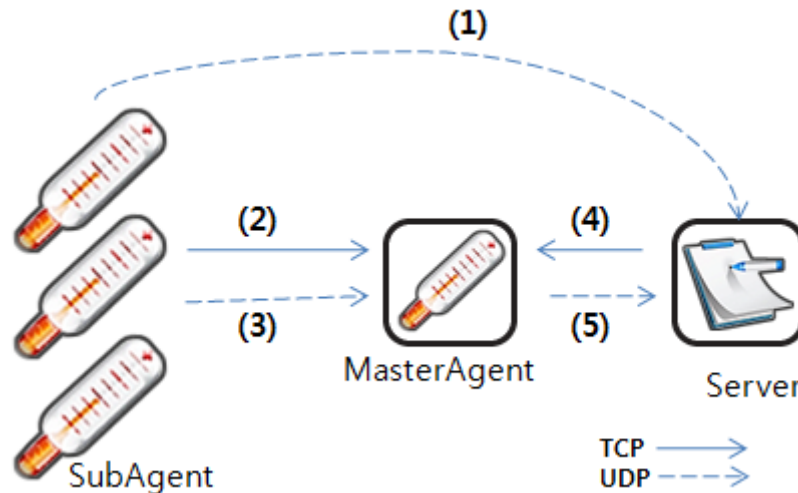 (1)
(2)
(4)
(3)
(5)
MasterAgent
Server
SubAgent
TCP
UDP